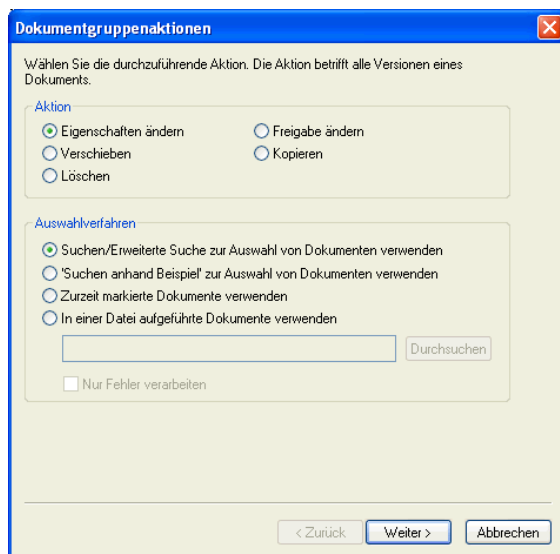 Dokumentgruppenaktionen
Wählen Sie die durchzuführende Aktion. Die Aktion betrifft alle Versionen eines
Dokuments.
Aktion
Eigenschaften ändern
Freigabe ändern
Verschieben
Kopieren
Löschen
Auswahlverfahren
Suchen/Erweiterte Suche zur Auswahl von Dokumenten verwenden
'Suchen anhand Beispiel' zur Auswahl von Dokumenten verwenden
Zurzeit markierte Dokumente verwenden
In einer Datei aufgeführte Dokumente verwenden
Durchsuchen
Nur Fehler verarbeiten
< Zurück Weiter > Abbrechen